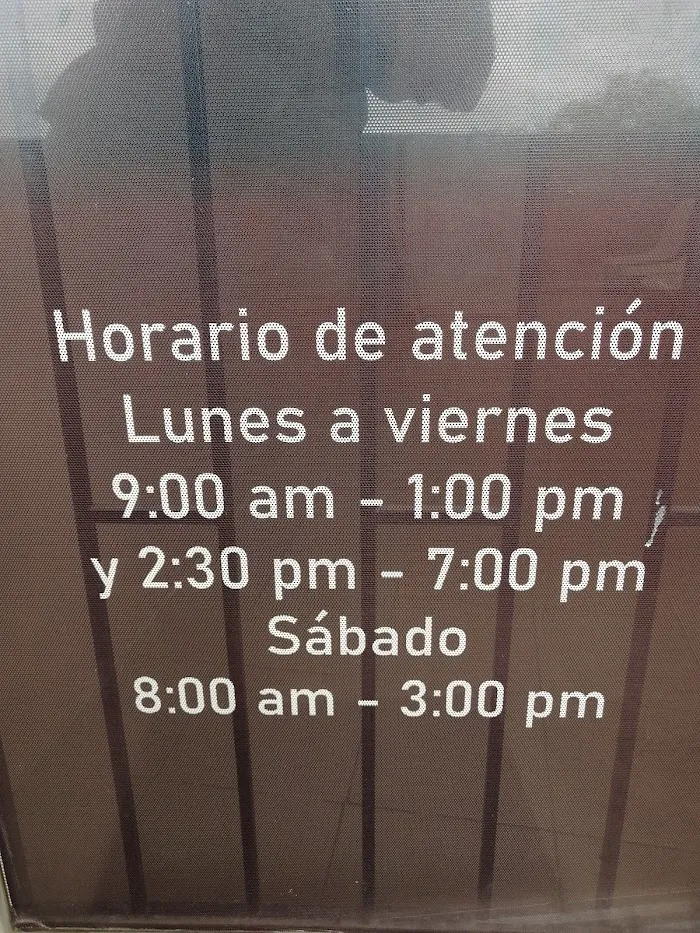 Horario de atención
Lunes a viernes
9:00 am - 1:00 pm
y 2:30 pm - 7:00 pm
Sábado
8:00 am - 3:00 pm